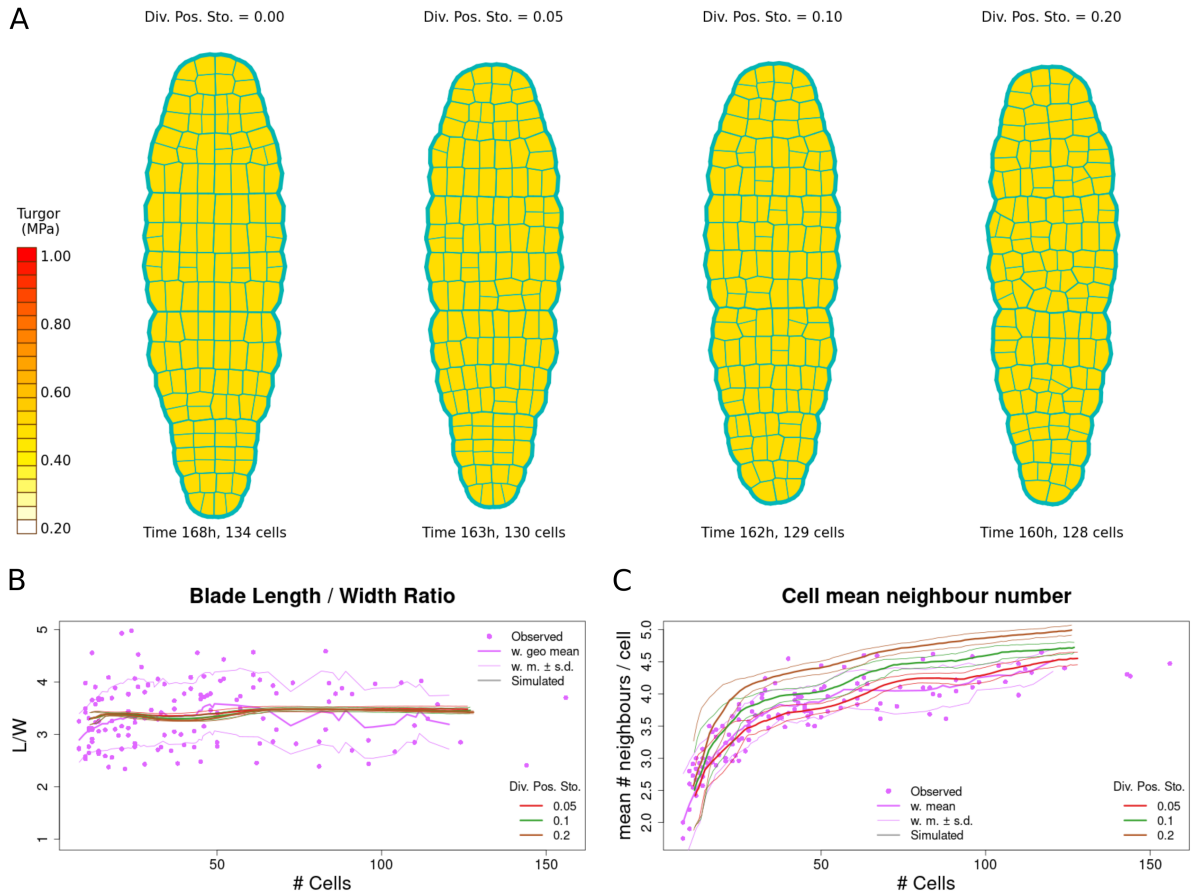 A
Div. Pos. Sto. = 0.00
Div. Pos. Sto. = 0.05
Div. Pos. Sto. = 0.10
Div. Pos. Sto. = 0.20
Turgor
(MPa)
1.00
0.80
0.60
0.40
0.20
Time 168h, 134 cells
Time 163h, 130 cells
Time 162h, 129 cells
Time 160h, 128 cells
B
Blade Length / Width Ratio
L/W
5
4
3
2
1
Observed
w. geo mean
w. m. ± s.d.
Simulated
Div. Pos. Sto.
0.05
0.1
0.2
50
100
150
# Cells
C
Cell mean neighbour number
mean # neighbours / cell
5.0
4.5
4.0
3.5
3.0
2.5
2.0
Observed
w. mean
w. m. ± s.d.
Simulated
Div. Pos. Sto.
0.05
0.1
0.2
50
100
150
# Cells